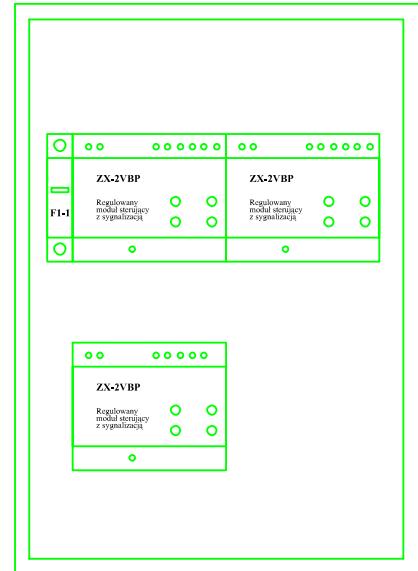 ZX-2VBP
Regulowany
moduł sterujący
z sygnalizacją
F1-1
ZX-2VBP
Regulowany
moduł sterujący
z sygnalizacją
ZX-2VBP
Regulowany
moduł sterujący
z sygnalizacją